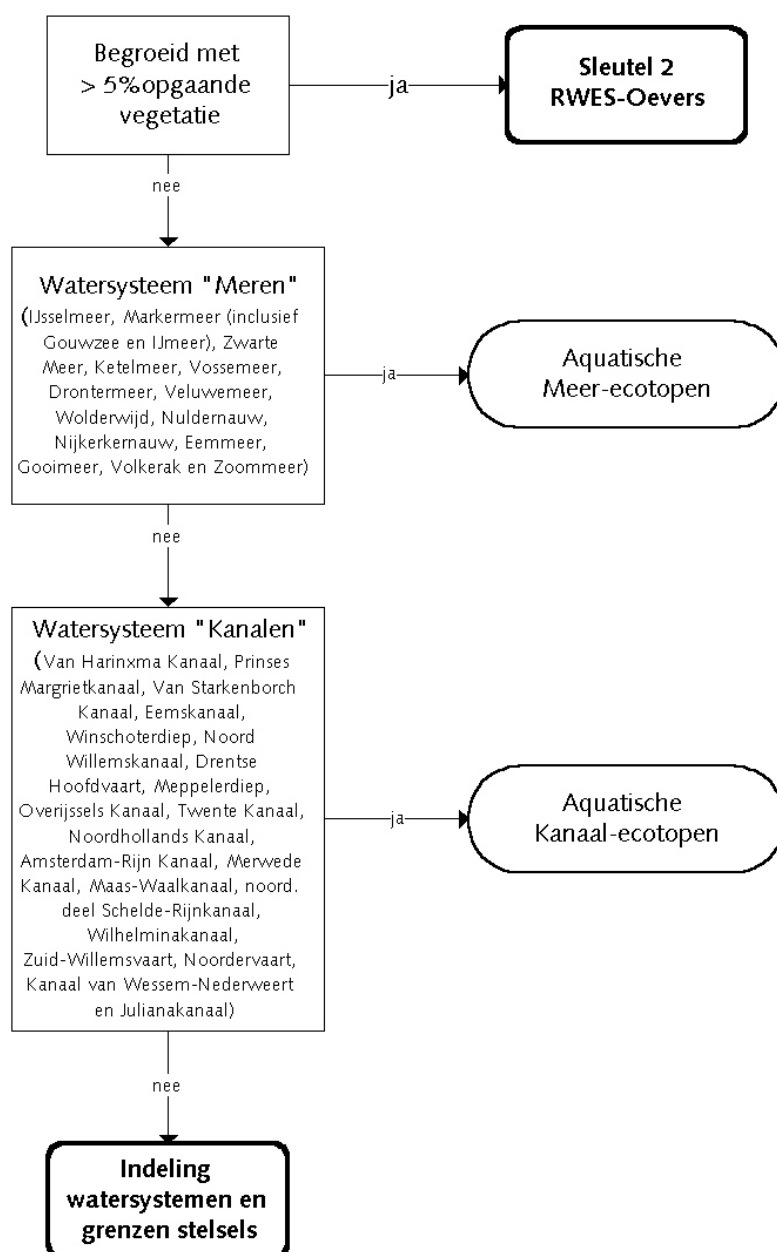 Begroeid met
> 5%opgaande
vegetatie
ja
Sleutel 2
RWES-Oevers
nee
Watersysteem "Meren"
(IJsselmeer, Markermeer (inclusief
Gouwzee en IJmeer), Zwarte
Meer, Ketelmeer, Vossemeer,
Drontermeer, Veluwemeer,
Wolderwijd, Nuldernauw,
Nijkerkernauw, Eemmeer,
Gooimeer, Volkerak en Zoommeer)
ja
Aquatische
Meer-ecotopen
nee
Watersysteem "Kanalen"
(Van Harinxma Kanaal, Prinses
Margrietkanaal, Van Starkenborch
Kanaal, Eemskanaal,
Winschoterdiep, Noord
Willemskanaal, Drentse
Hoofdvaart, Meppelerdiep,
Overijssels Kanaal, Twente Kanaal,
Noordhollands Kanaal,
Amsterdam-Rijn Kanaal, Merwede
Kanaal, Maas-Waalkanaal, noord.
deel Schelde-Rijnkanaal,
Wilhelminakanaal,
Zuid-Willemsvaart, Noordervaart,
Kanaal van Wessem-Nederweert
en Julianakanaal)
ja
Aquatische
Kanaal-ecotopen
nee
Indeling
watersystemen en
grenzen stelsels